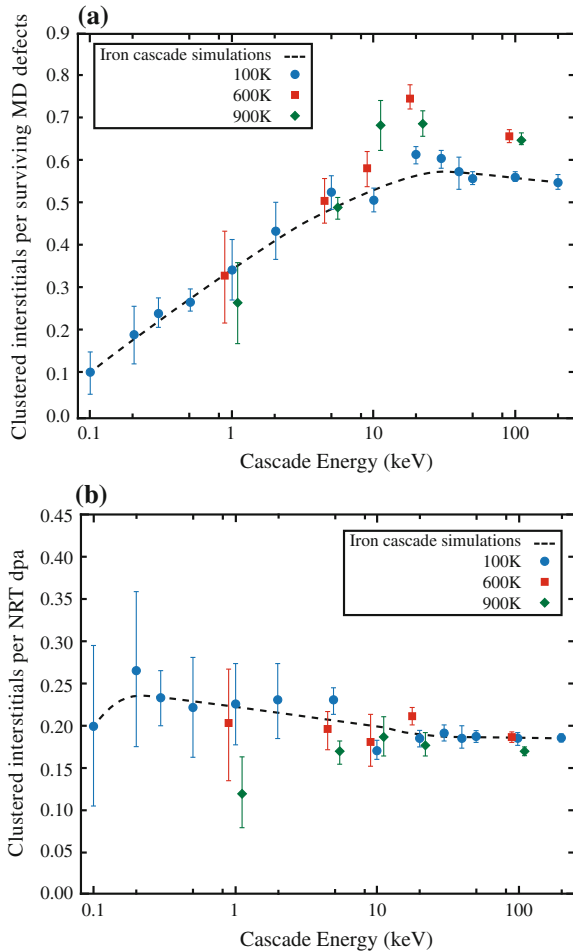 (a)
0.9
0.8
0.7
0.6
0.5
0.4
0.3
0.2
0.1
0.0
Clustered interstitials per surviving MD defects
Iron cascade simulations
100K
600K
900K
0.1
1
10
100
Cascade Energy (keV)
(b)
0.45
0.40
0.35
0.30
0.25
0.20
0.15
0.10
0.05
0.00
Clustered interstitials per NRT dpa
Iron cascade simulations
100K
600K
900K
0.1
1
10
100
Cascade Energy (keV)